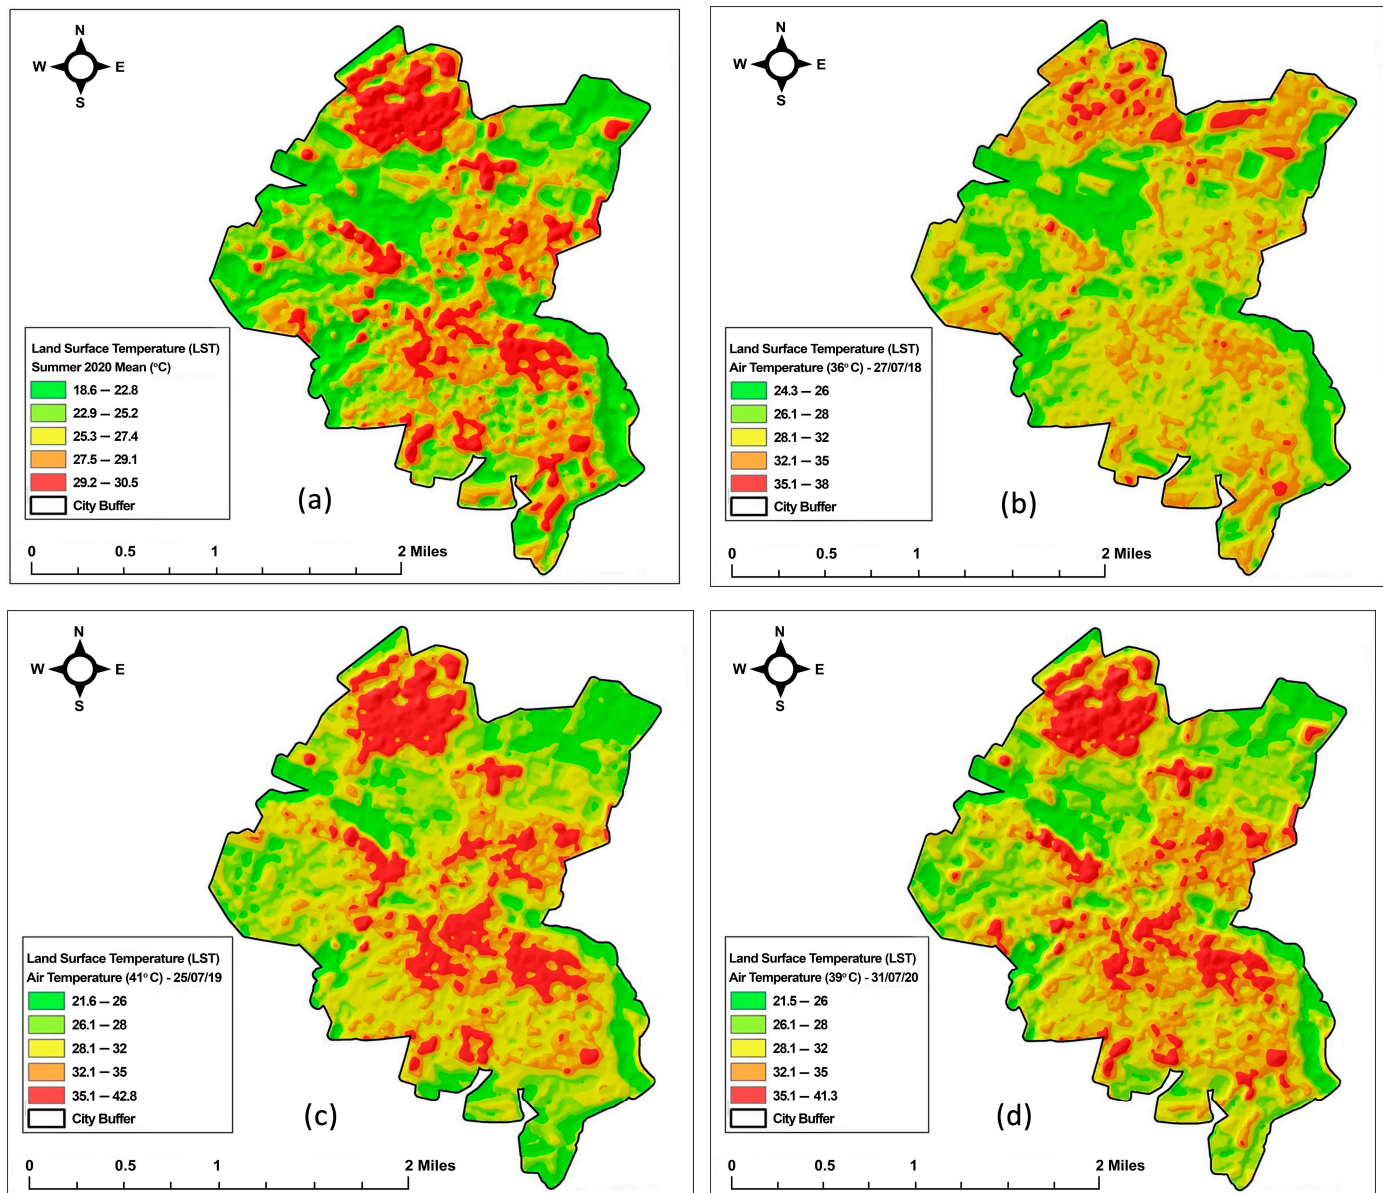 N
W E
S
Land Surface Temperature (LST)
Summer 2020 Mean (°C)
18.6 — 22.8
22.9 — 25.2
25.3 — 27.4
27.5 — 29.1
29.2 — 30.5
City Buffer
(a)
0 0.5 1 2 Miles
N
W E
S
Land Surface Temperature (LST)
Air Temperature (36°C) - 27/07/18
24.3 — 26
26.1 — 28
28.1 — 32
32.1 — 35
35.1 — 38
City Buffer
(b)
0 0.5 1 2 Miles
N
W E
S
Land Surface Temperature (LST)
Air Temperature (41°C) - 25/07/19
21.6 — 26
26.1 — 28
28.1 — 32
32.1 — 35
35.1 — 42.8
City Buffer
(c)
0 0.5 1 2 Miles
N
W E
S
Land Surface Temperature (LST)
Air Temperature (39°C) - 31/07/20
21.5 — 26
26.1 — 28
28.1 — 32
32.1 — 35
35.1 — 41.3
City Buffer
(d)
0 0.5 1 2 Miles